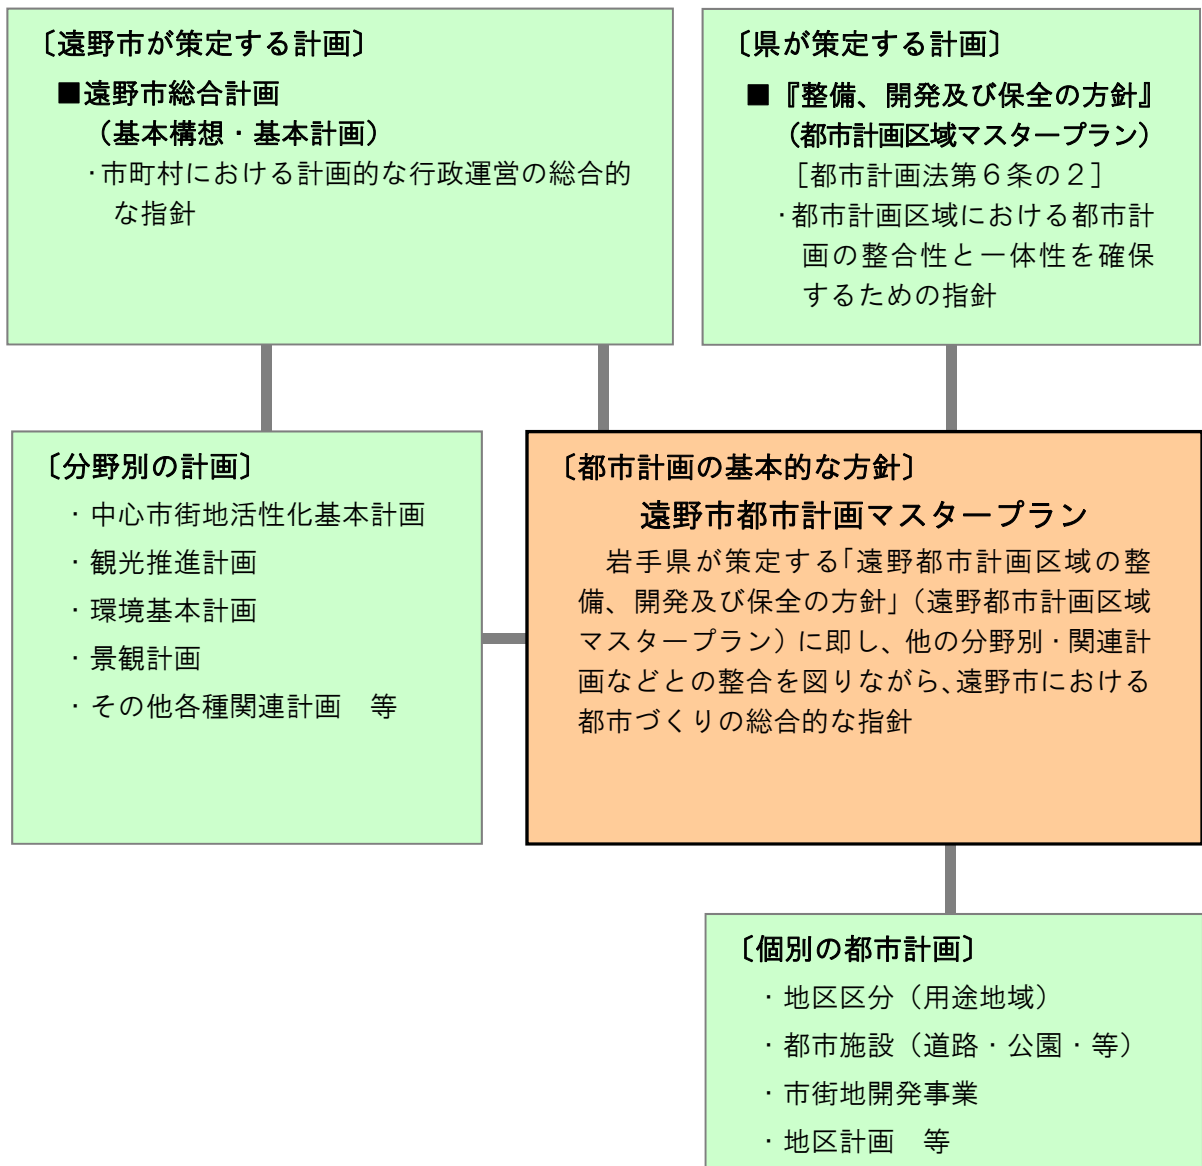 〔遠野市が策定する計画〕
■遠野市総合計画
（基本構想・基本計画）
・市町村における計画的な行政運営の総合的
な指針
〔県が策定する計画〕
■『整備、開発及び保全の方針』
（都市計画区域マスタープラン）
［都市計画法第６条の２］
・都市計画区域における都市計
画の整合性と一体性を確保
するための指針
〔分野別の計画〕
・中心市街地活性化基本計画
・観光推進計画
・環境基本計画
・景観計画
・その他各種関連計画　等
〔都市計画の基本的な方針〕
遠野市都市計画マスタープラン
岩手県が策定する「遠野都市計画区域の整
備、開発及び保全の方針」（遠野都市計画区域
マスタープラン）に即し、他の分野別・関連計
画などとの整合を図りながら、遠野市における
都市づくりの総合的な指針
〔個別の都市計画〕
・地区区分（用途地域）
・都市施設（道路・公園・等）
・市街地開発事業
・地区計画　等